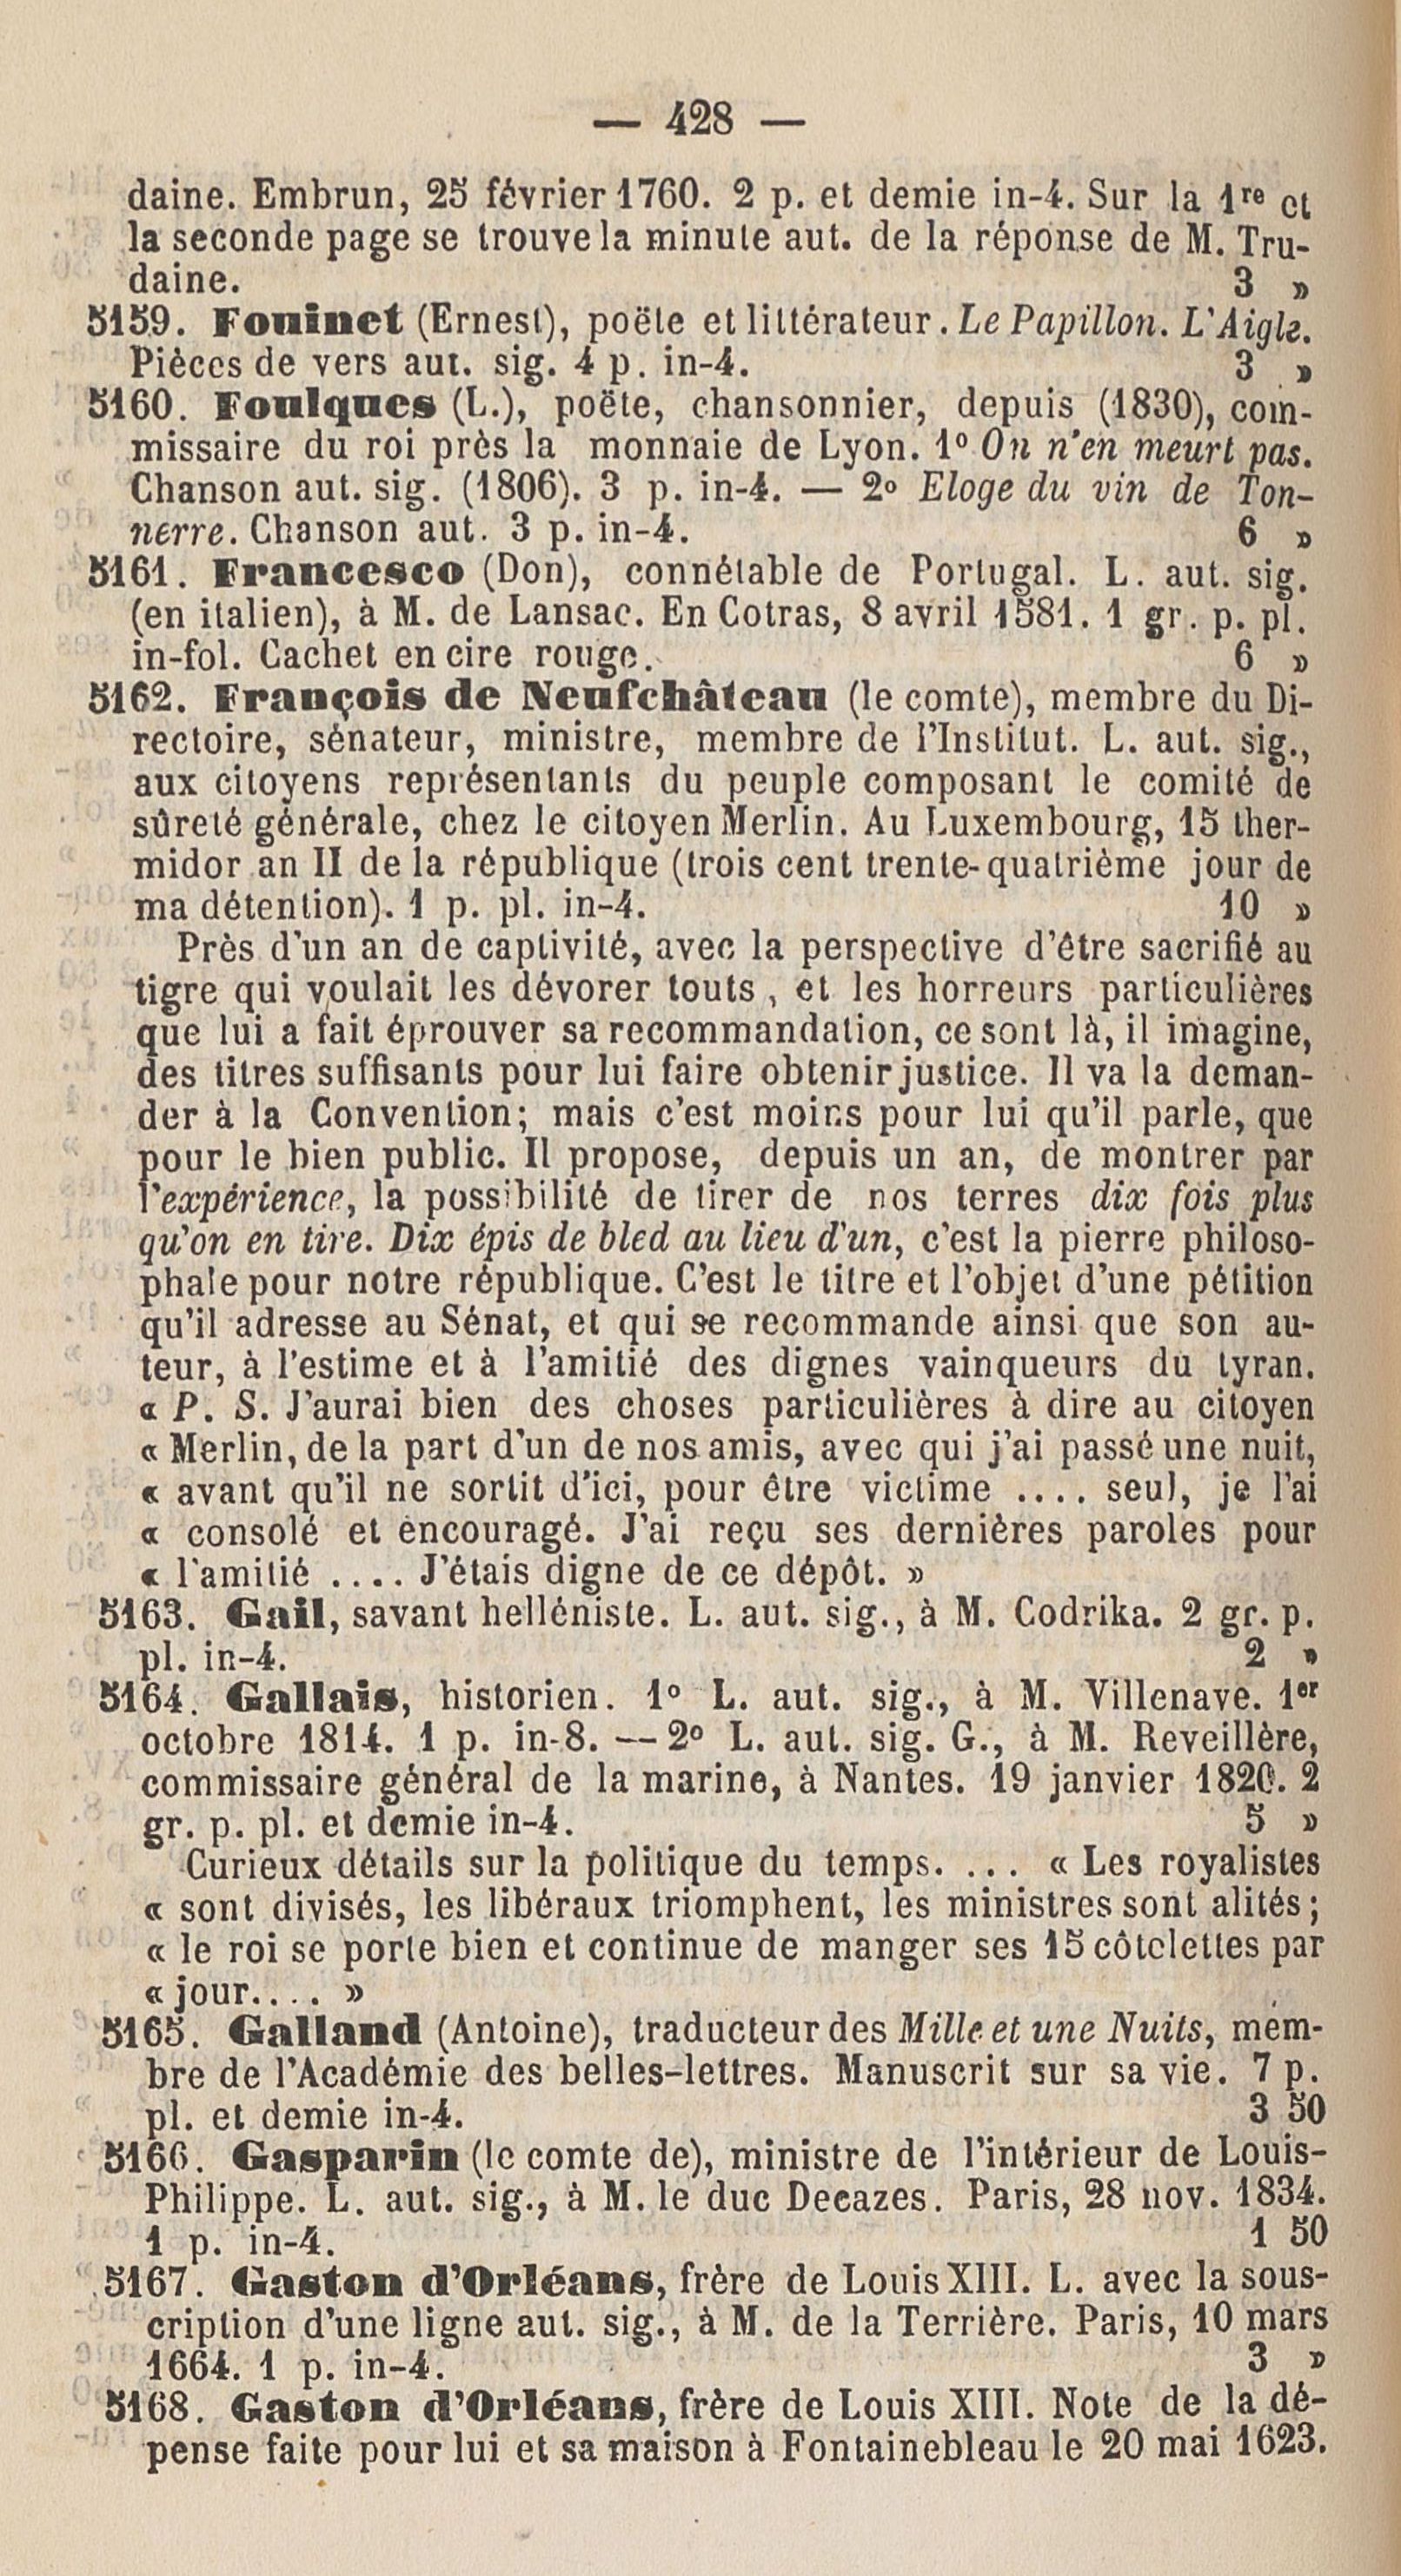 — 428 —
daine. Embrun, 25 février 1760. 2 p. et demie in-4. Sur la 1re et
la seconde page se trouve la minute aut. de la réponse de M. Tru-
daine. 3 »
5159. Fouinet (Ernest), poëte et littérateur. Le Papillon. L'Aigle.
Pièces de vers aut. sig. 4 p. in-4. 3 »
5160. Foulques (L.), poëte, chansonnier, depuis (1830), com-
missaire du roi près la monnaie de Lyon. 1o On n'en meurt pas.
Chanson aut. sig. (1806). 3 p. in-4. — 2o Eloge du vin de Ton-
nerre. Chanson aut. 3 p. in-4. 6 »
5161. Francesco (Don), connétable de Portugal. L. aut. sig.
(en italien), à M. de Lansac. En Cotras, 8 avril 1581. 1 gr. p. pl.
in-fol. Cachet en cire rouge. 6 »
5162. François de Neufchâteau (le comte), membre du Di-
rectoire, sénateur, ministre, membre de l'Institut. L. aut. sig.,
aux citoyens représentants du peuple composant le comité de
sûreté générale, chez le citoyen Merlin. Au Luxembourg, 15 ther-
midor an II de la république (trois cent trente-quatrième jour de
ma détention). 1 p. pl. in-4. 10 »
Près d'un an de captivité, avec la perspective d'être sacrifié au
tigre qui voulait les dévorer touts, et les horreurs particulières
que lui a fait éprouver sa recommandation, ce sont là, il imagine,
des titres suffisants pour lui faire obtenir justice. Il va la deman-
der à la Convention; mais c'est moins pour lui qu'il parle, que
pour le bien public. Il propose, depuis un an, de montrer par
l'expérience, la possibilité de tirer de nos terres dix fois plus
qu'on en tire. Dix épis de bled au lieu d'un, c'est la pierre philoso-
phale pour notre république. C'est le titre et l'objet d'une pétition
qu'il adresse au Sénat, et qui se recommande ainsi que son au-
teur, à l'estime et à l'amitié des dignes vainqueurs du tyran.
« P. S. J'aurai bien des choses particulières à dire au citoyen
« Merlin, de la part d'un de nos amis, avec qui j'ai passé une nuit,
« avant qu'il ne sortit d'ici, pour être victime .... seul, je l'ai
« consolé et encouragé. J'ai reçu ses dernières paroles pour
« l'amitié .... J'étais digne de ce dépôt. »
5163. Gail, savant helléniste. L. aut. sig., à M. Codrika. 2 gr. p.
pl. in-4. 2 »
5164. Gallais, historien. 1o L. aut. sig., à M. Villenave. 1er
octobre 1814. 1 p. in-8. — 2o L. aut. sig. G., à M. Reveillère,
commissaire général de la marine, à Nantes. 19 janvier 1820. 2
gr. p. pl. et demie in-4. 5 »
Curieux détails sur la politique du temps. ... « Les royalistes
« sont divisés, les libéraux triomphent, les ministres sont alités;
« le roi se porte bien et continue de manger ses 15 côtelettes par
« jour.... »
5165. Galland (Antoine), traducteur des Mille et une Nuits, mem-
bre de l'Académie des belles-lettres. Manuscrit sur sa vie. 7 p.
pl. et demie in-4. 3 50
5166. Gasparin (le comte de), ministre de l'intérieur de Louis-
Philippe. L. aut. sig., à M. le duc Decazes. Paris, 28 nov. 1834.
1 p. in-4. 1 50
5167. Gaston d'Orléans, frère de Louis XIII. L. avec la sous-
cription d'une ligne aut. sig., à M. de la Terrière. Paris, 10 mars
1664. 1 p. in-4. 3 »
5168. Gaston d'Orléans, frère de Louis XIII. Note de la dé-
pense faite pour lui et sa maison à Fontainebleau le 20 mai 1623.